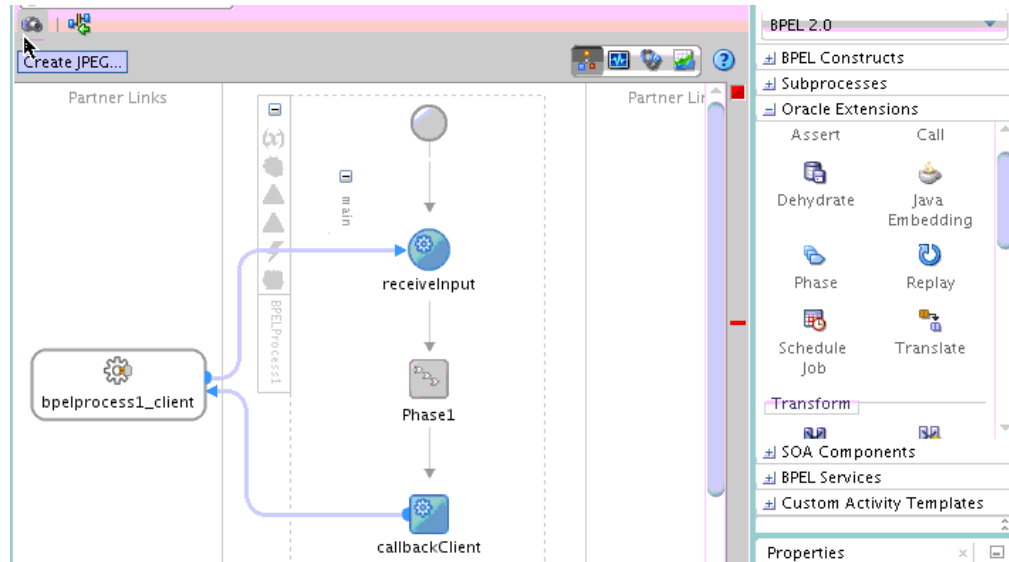 BPEL 2.0
Create JPEG...
Partner Links
main
receiveInput
BPELProcess1
bpelprocess1_client
Phase1
callbackClient
Partner Lin
BPEL Constructs
Subprocesses
Oracle Extensions
Assert
Call
Dehydrate
Java
Embedding
Phase
Replay
Schedule
Job
Translate
Transform
SOA Components
BPEL Services
Custom Activity Templates
Properties